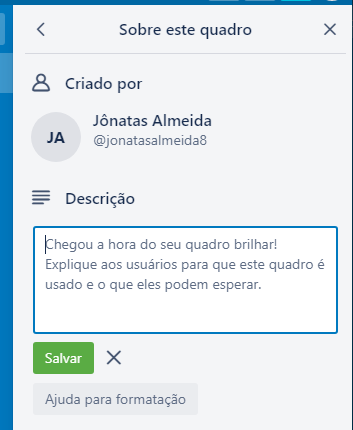 Sobre este quadro
Criado por
JA
Jônatas Almeida
@jonatasalmeida8
Descrição
Chegou a hora do seu quadro brilhar!
Explique aos usuários para que este quadro é
usado e o que eles podem esperar.
Salvar
Ajuda para formatação